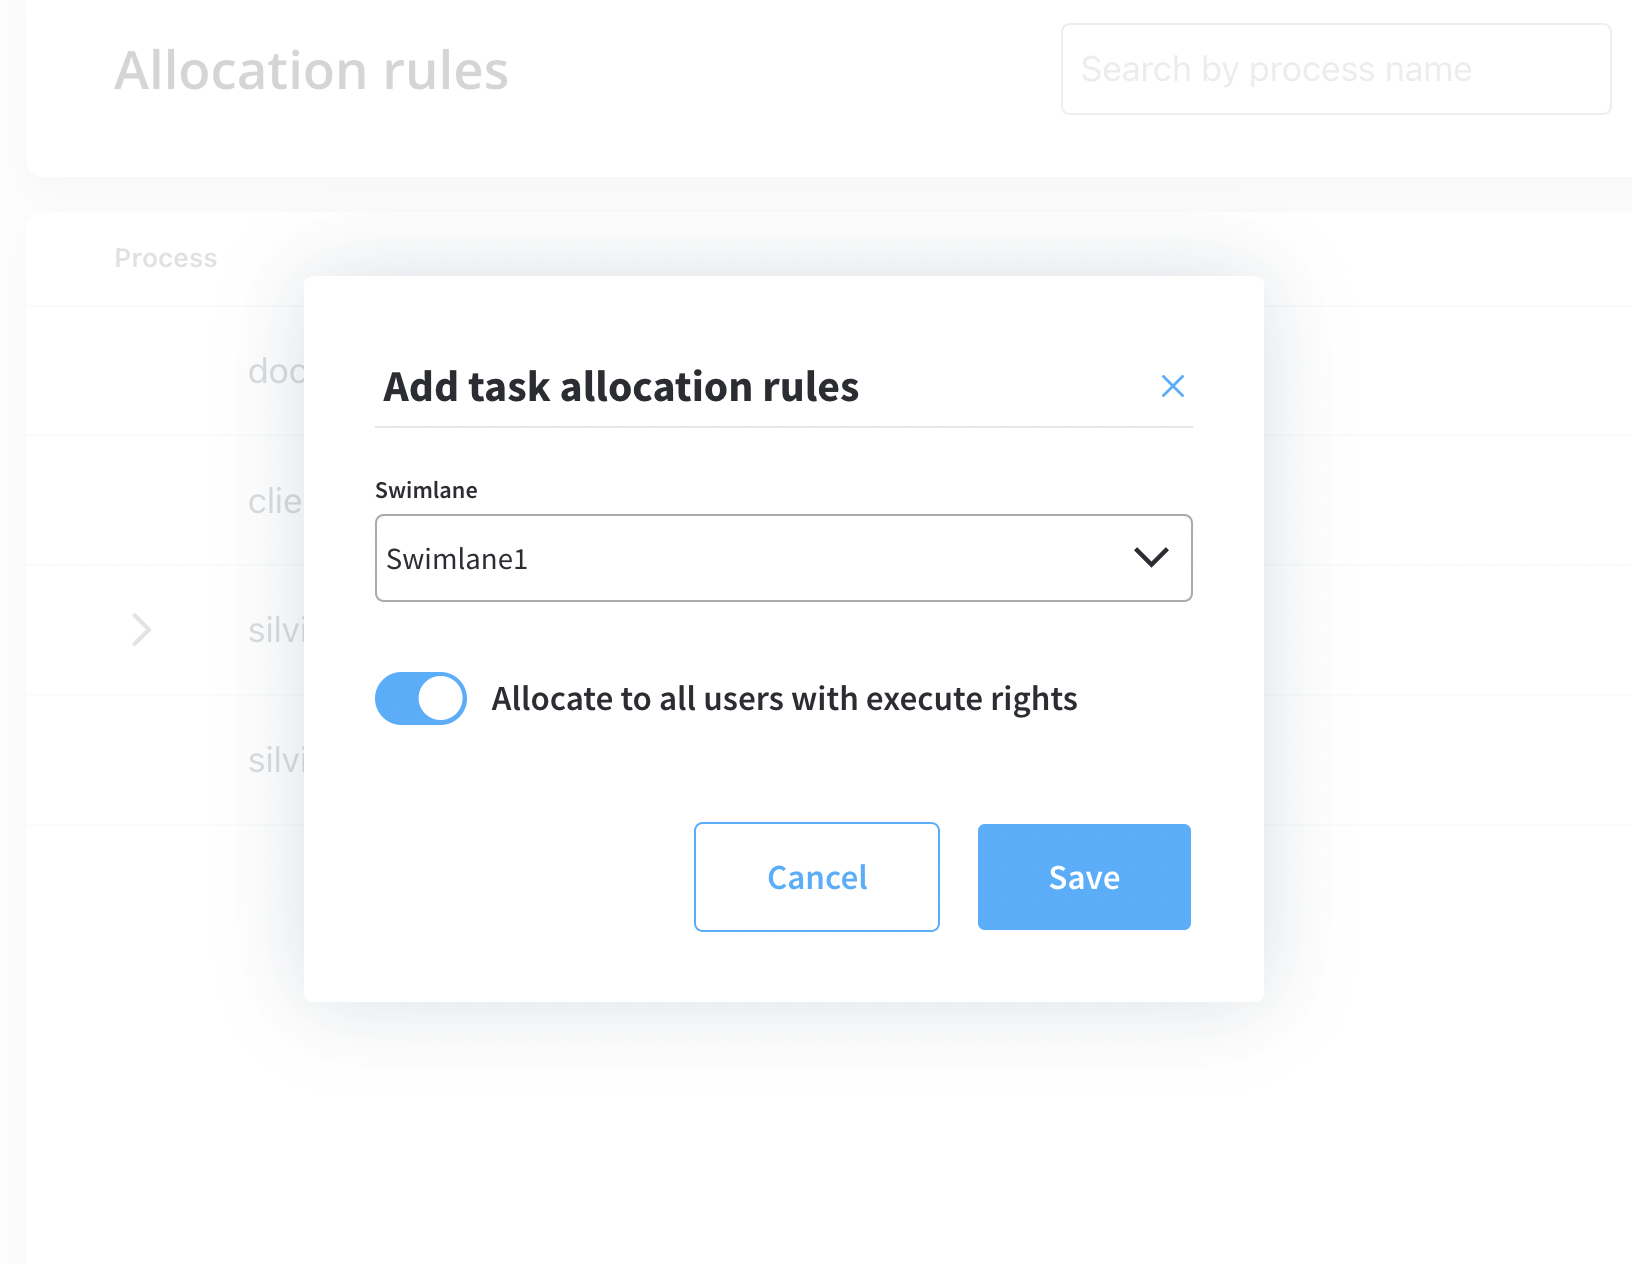 Allocation rules
Search by process name
Process
doc
clie
silvi
silvi
Add task allocation rules
Swimlane
Swimlane1
Allocate to all users with execute rights
Cancel
Save